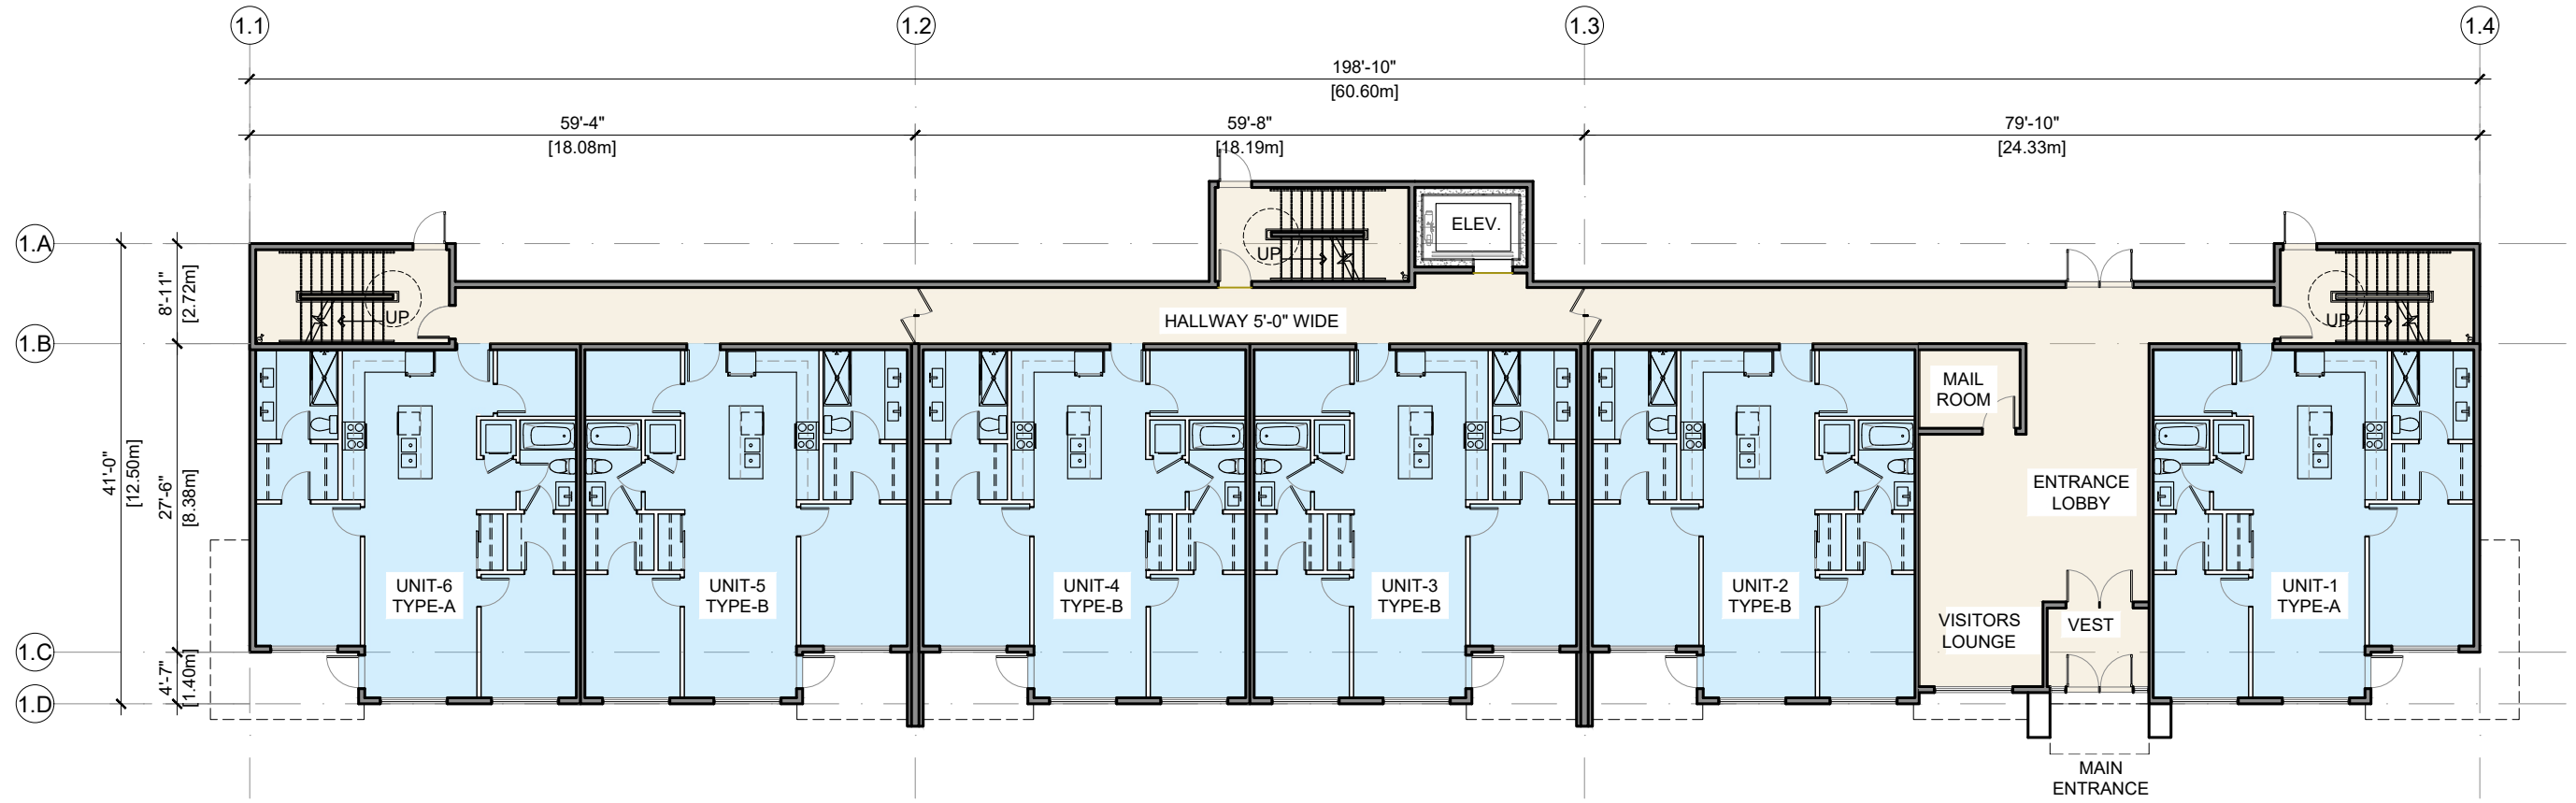 1.1
1.2
1.3
1.4
198'-10"
[60.60m]
59'-4"
[18.08m]
59'-8"
[18.19m]
79'-10"
[24.33m]
1.A
1.B
1.C
1.D
41'-0"
[12.50m]
8'-11"
[2.72m]
27'-6"
[8.38m]
4'-7"
[1.40m]
UP
UP
ELEV.
UP
HALLWAY 5'-0" WIDE
MAIL
ROOM
ENTRANCE
LOBBY
UNIT-6
TYPE-A
UNIT-5
TYPE-B
UNIT-4
TYPE-B
UNIT-3
TYPE-B
UNIT-2
TYPE-B
VISITORS
LOUNGE
VEST
UNIT-1
TYPE-A
MAIN
ENTRANCE